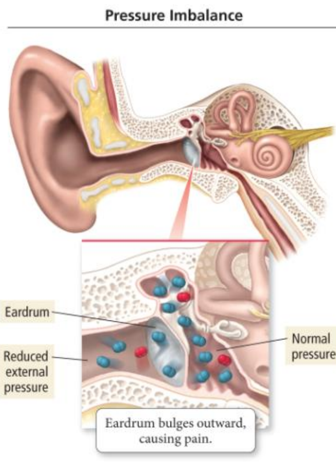 Pressure Imbalance
Eardrum
Reduced
external
pressure
Normal
pressure
Eardrum bulges outward,
causing pain.